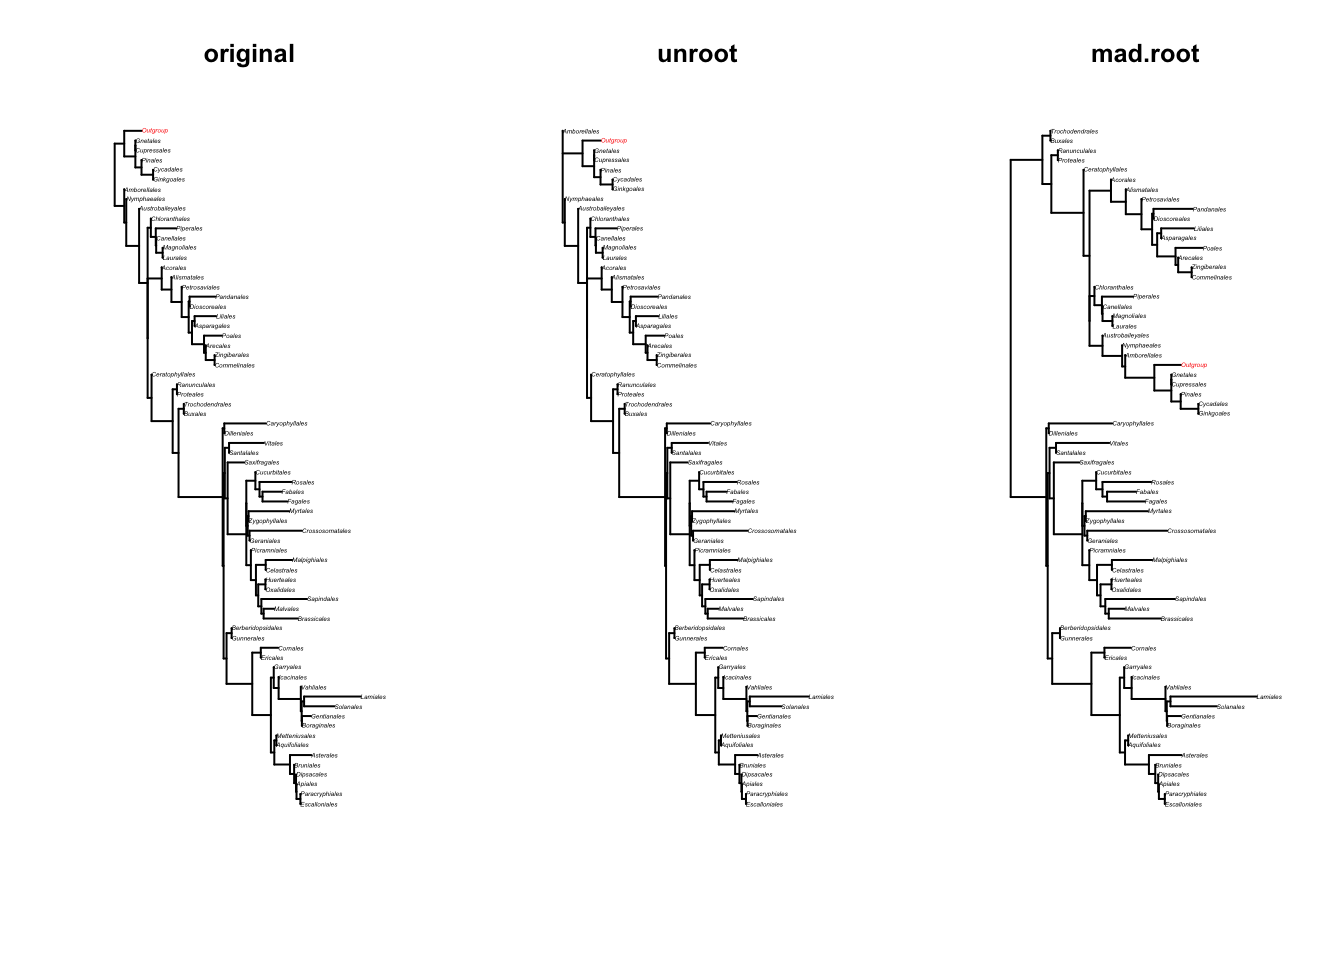 original
unroot
mad.root
Outgroup
Gnetales
Cupressales
Pinales
Cycadales
Ginkgoales
Amborellales
Nymphaeales
Austrobaileyales
Chloranthales
Piperales
Canellales
Magnoliales
Laurales
Acorales
Alismatales
Petrosaviales
Pandanales
Dioscoreales
Liliales
Asparagales
Poales
Arecales
Zingiberales
Commelinales
Ceratophyllales
Ranunculales
Proteales
Trochodendrales
Buxales
Caryophyllales
Dilleniales
Vitales
Santalales
Saxifragales
Cucurbitales
Rosales
Fabales
Fagales
Myrtales
Zygophyllales
Crossosomatales
Geraniales
Picramniales
Malpighiales
Celastrales
Huerteales
Oxalidales
Sapindales
Malvales
Brassicales
Berberidopsidales
Gunnerales
Cornales
Ericales
Garryales
Icacinales
Vahliales
Lamiales
Solanales
Gentianales
Boraginales
Metteniusales
Aquifoliales
Asterales
Bruniales
Dipsacales
Apiales
Paracryphiales
Escalloniales
Amborellales
Outgroup
Gnetales
Cupressales
Pinales
Cycadales
Ginkgoales
Nymphaeales
Austrobaileyales
Chloranthales
Piperales
Canellales
Magnoliales
Laurales
Acorales
Alismatales
Petrosaviales
Pandanales
Dioscoreales
Liliales
Asparagales
Poales
Arecales
Zingiberales
Commelinales
Ceratophyllales
Ranunculales
Proteales
Trochodendrales
Buxales
Caryophyllales
Dilleniales
Vitales
Santalales
Saxifragales
Cucurbitales
Rosales
Fabales
Fagales
Myrtales
Zygophyllales
Crossosomatales
Geraniales
Picramniales
Malpighiales
Celastrales
Huerteales
Oxalidales
Sapindales
Malvales
Brassicales
Berberidopsidales
Gunnerales
Cornales
Ericales
Garryales
Icacinales
Vahliales
Lamiales
Solanales
Gentianales
Boraginales
Metteniusales
Aquifoliales
Asterales
Bruniales
Dipsacales
Apiales
Paracryphiales
Escalloniales
Trochodendrales
Buxales
Ranunculales
Proteales
Ceratophyllales
Acorales
Alismatales
Petrosaviales
Pandanales
Dioscoreales
Liliales
Asparagales
Poales
Arecales
Zingiberales
Commelinales
Chloranthales
Piperales
Canellales
Magnoliales
Laurales
Austrobaileyales
Nymphaeales
Amborellales
Outgroup
Gnetales
Cupressales
Pinales
Cycadales
Ginkgoales
Caryophyllales
Dilleniales
Vitales
Santalales
Saxifragales
Cucurbitales
Rosales
Fabales
Fagales
Myrtales
Zygophyllales
Crossosomatales
Geraniales
Picramniales
Malpighiales
Celastrales
Huerteales
Oxalidales
Sapindales
Malvales
Brassicales
Berberidopsidales
Gunnerales
Cornales
Ericales
Garryales
Icacinales
Vahliales
Lamiales
Solanales
Gentianales
Boraginales
Metteniusales
Aquifoliales
Asterales
Bruniales
Dipsacales
Apiales
Paracryphiales
Escalloniales